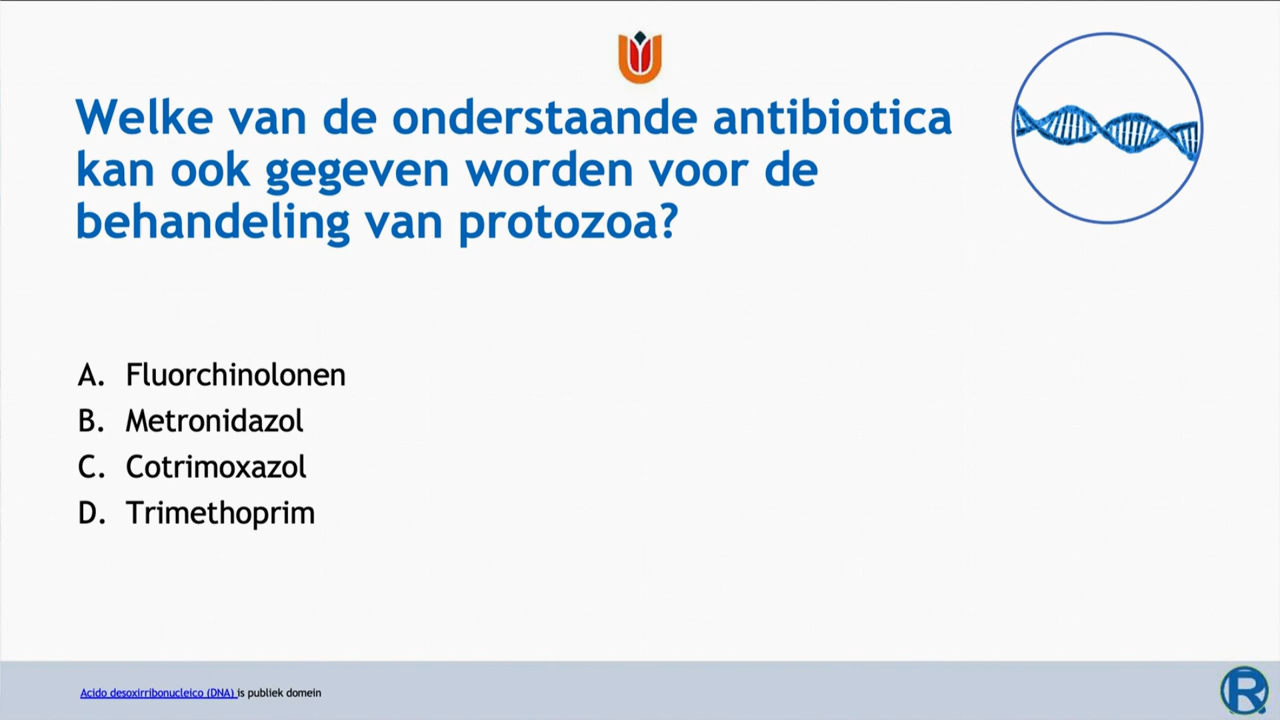 Welke van de onderstaande antibiotica
kan ook gegeven worden voor de
behandeling van protozoa?
A. Fluorchinolonen
B. Metronidazol
C. Cotrimoxazol
D. Trimethoprim
Acido desoxirribonucleico (DNA) is publiek domein
R